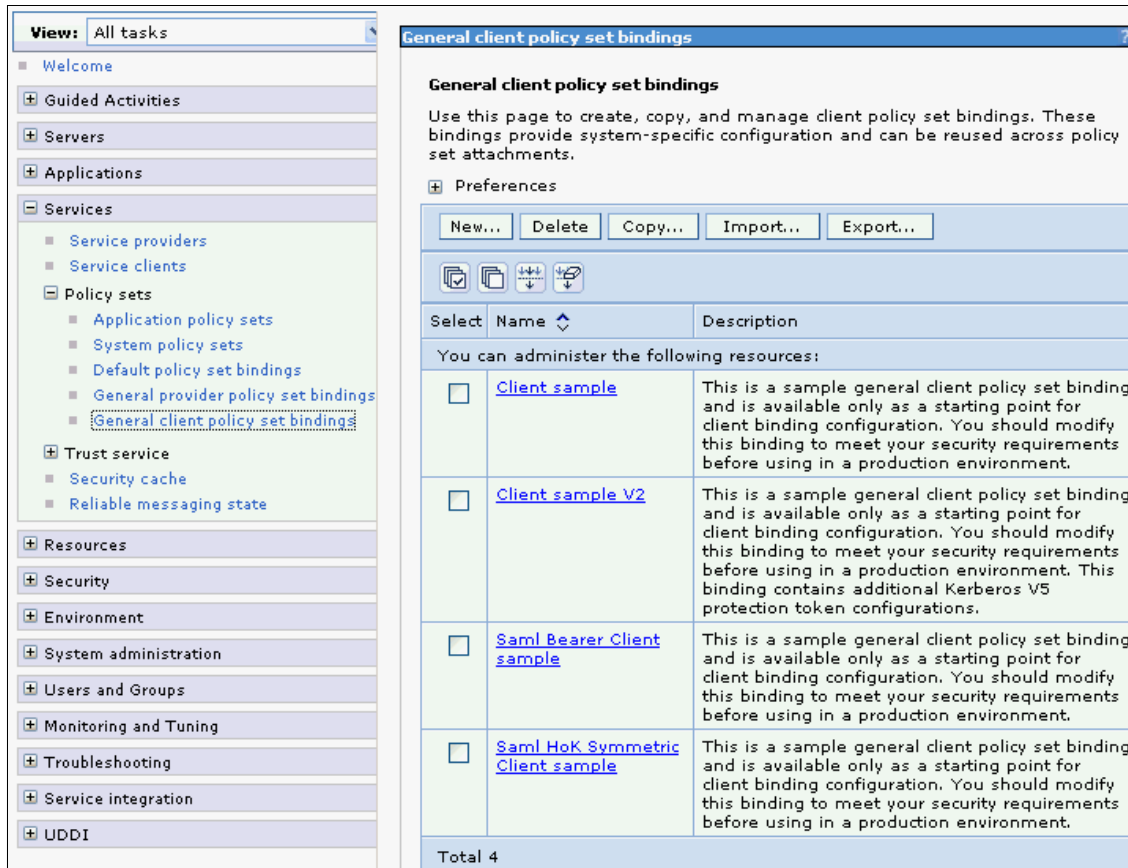 View: All tasks
Welcome
Guided Activities
Servers
Applications
Services
Service providers
Service clients
Policy sets
Application policy sets
System policy sets
Default policy set bindings
General provider policy set bindings
General client policy set bindings
Trust service
Security cache
Reliable messaging state
Resources
Security
Environment
System administration
Users and Groups
Monitoring and Tuning
Troubleshooting
Service integration
UDDI
General client policy set bindings ?
General client policy set bindings
Use this page to create, copy, and manage client policy set bindings. These
bindings provide system-specific configuration and can be reused across policy
set attachments.
Preferences
New... Delete Copy... Import... Export...
Select Name Description
You can administer the following resources:
Client sample
This is a sample general client policy set binding
and is available only as a starting point for
client binding configuration. You should modify
this binding to meet your security requirements
before using in a production environment.
Client sample V2
This is a sample general client policy set binding
and is available only as a starting point for
client binding configuration. You should modify
this binding to meet your security requirements
before using in a production environment. This
binding contains additional Kerberos V5
protection token configurations.
Saml Bearer Client
sample
This is a sample general client policy set binding
and is available only as a starting point for
client binding configuration. You should modify
this binding to meet your security requirements
before using in a production environment.
Saml HoK Symmetric
Client sample
This is a sample general client policy set binding
and is available only as a starting point for
client binding configuration. You should modify
this binding to meet your security requirements
before using in a production environment.
Total 4